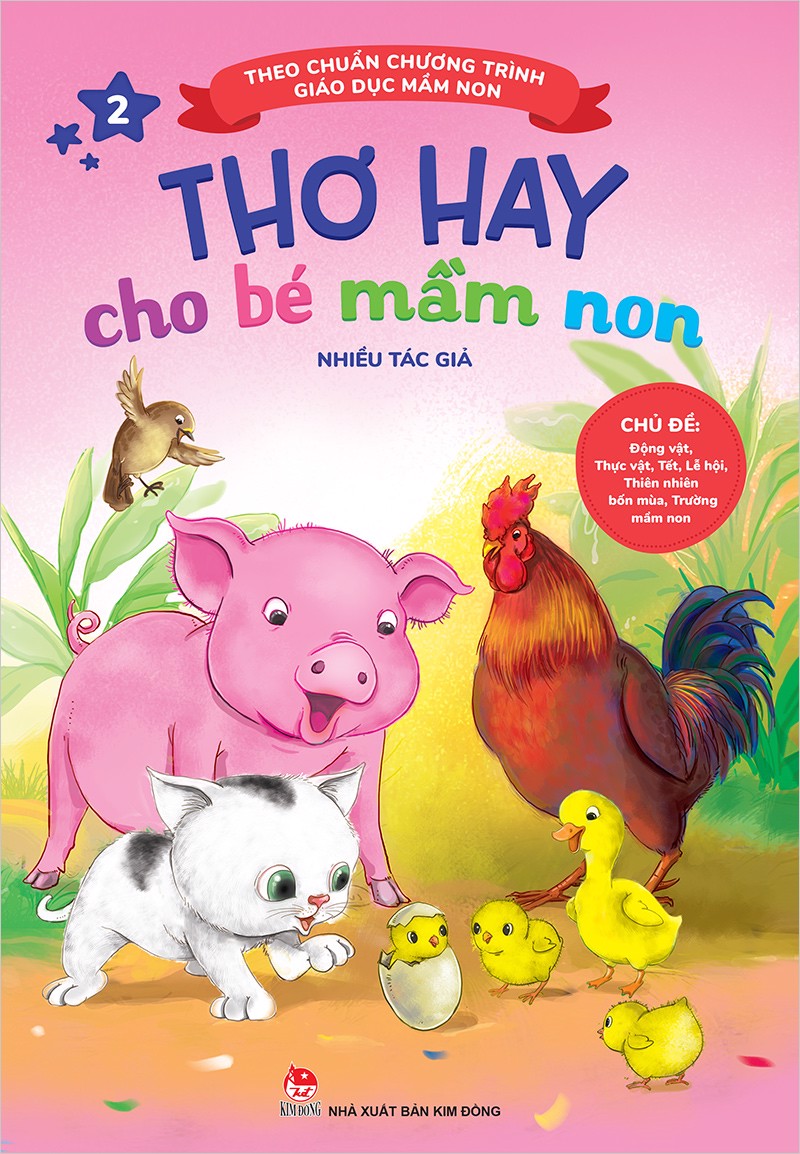 THEO CHUẨN CHƯƠNG TRÌNH
GIÁO DỤC MẦM NON
2
THƠ HAY
cho bé mầm non
NHIỀU TÁC GIẢ
CHỦ ĐỀ:
Động vật,
Thực vật, Tết, Lễ hội,
Thiên nhiên
bốn mùa, Trường
mầm non
KIM ĐỒNG
NHÀ XUẤT BẢN KIM ĐỒNG